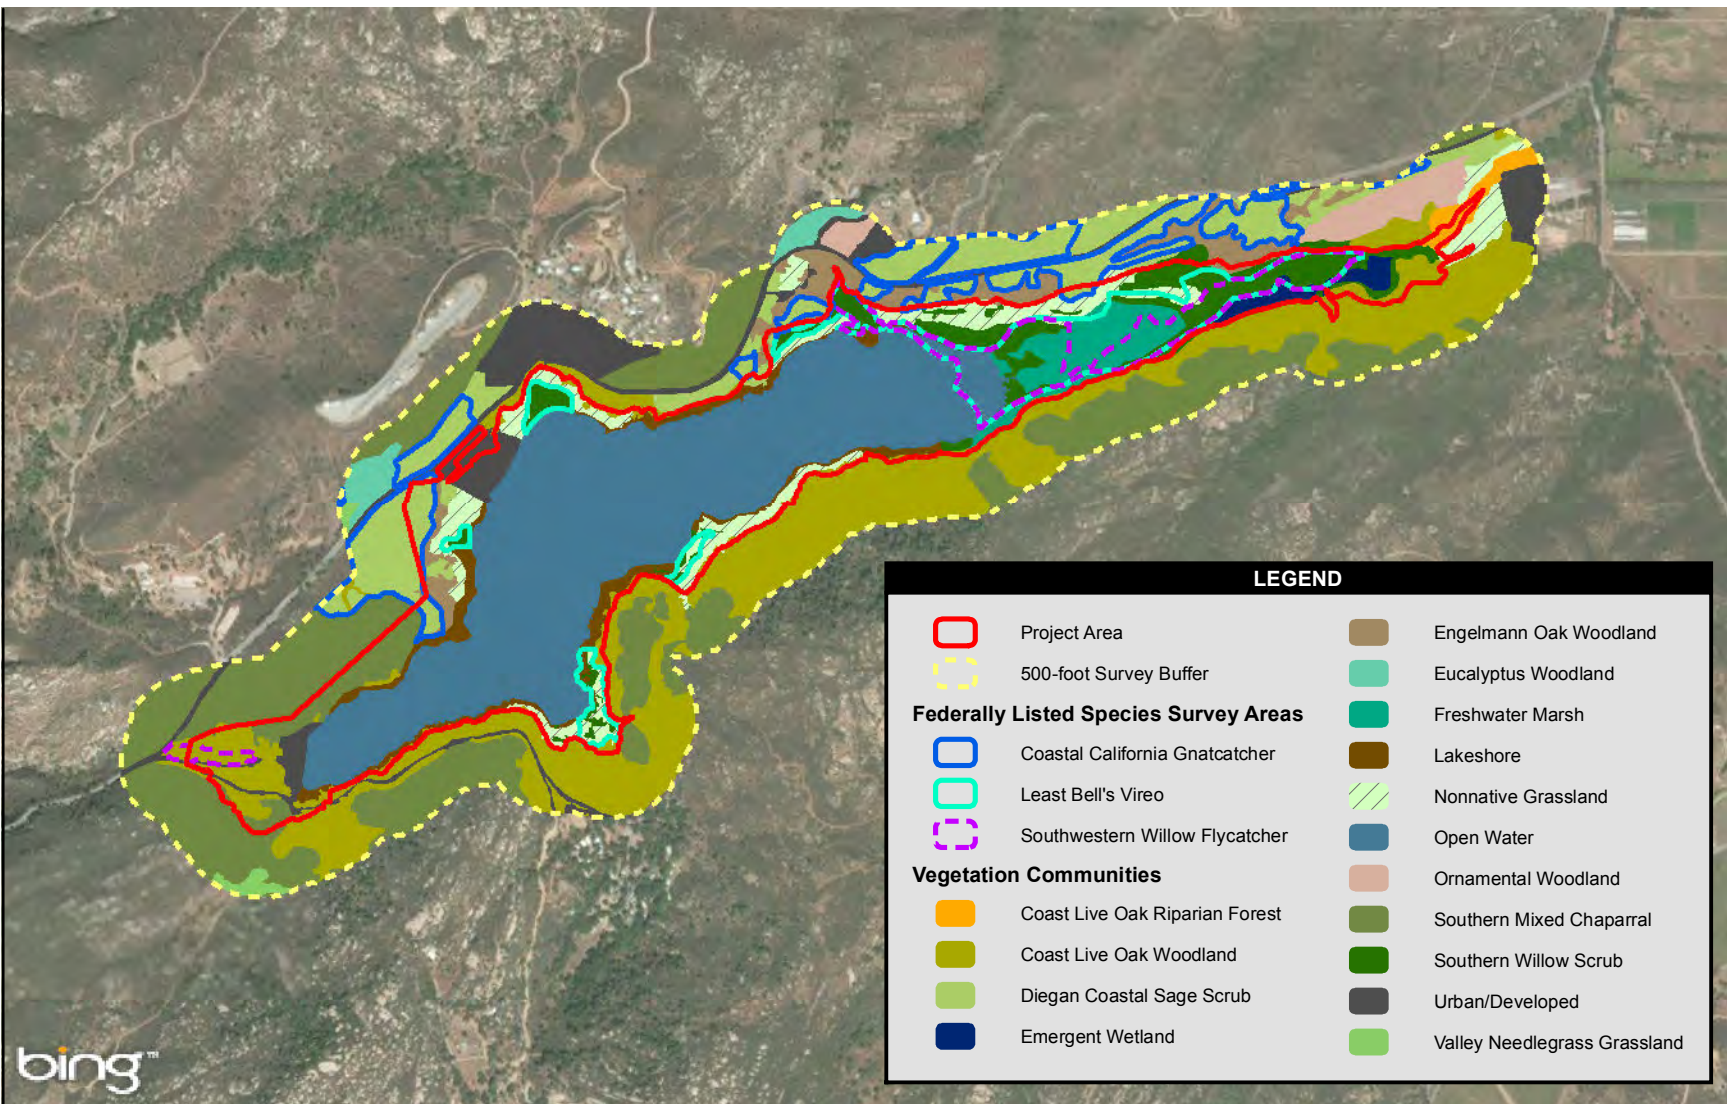 LEGEND
Project Area
500-foot Survey Buffer
Federally Listed Species Survey Areas
Coastal California Gnatcatcher
Least Bell's Vireo
Southwestern Willow Flycatcher
Vegetation Communities
Coast Live Oak Riparian Forest
Coast Live Oak Woodland
Diegan Coastal Sage Scrub
Emergent Wetland
Engelmann Oak Woodland
Eucalyptus Woodland
Freshwater Marsh
Lakeshore
Nonnative Grassland
Open Water
Ornamental Woodland
Southern Mixed Chaparral
Southern Willow Scrub
Urban/Developed
Valley Needlegrass Grassland
bing™